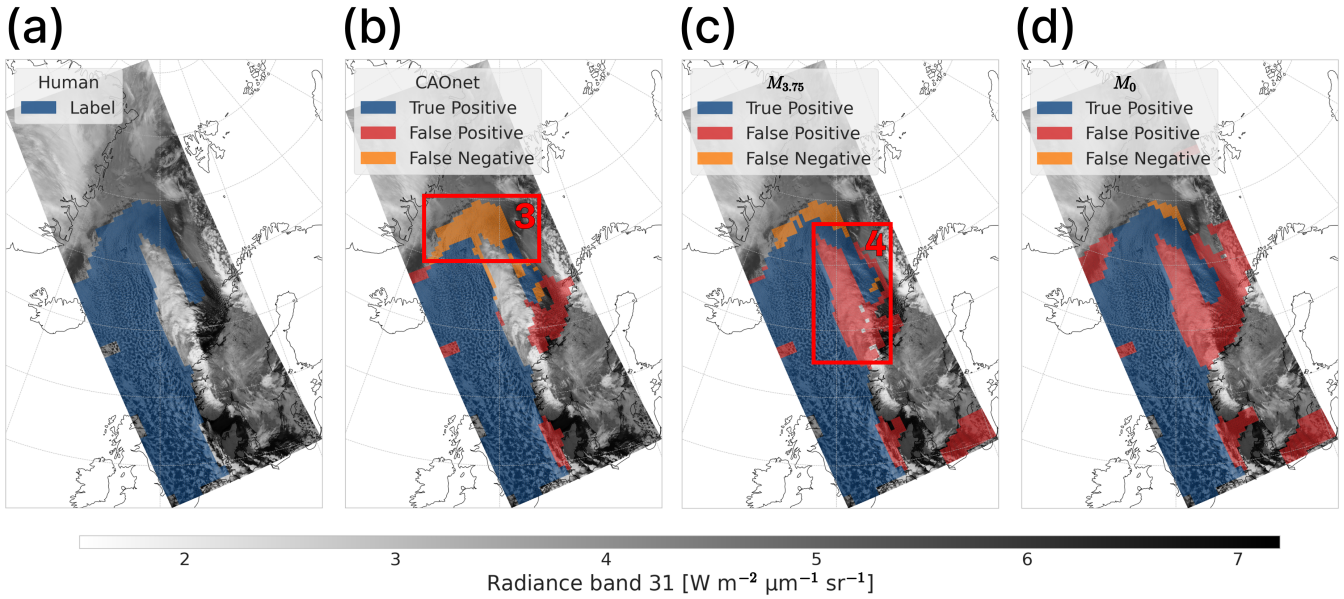 (a)
(b)
(c)
(d)
Human
Label
CAOnet
True Positive
False Positive
False Negative
3
M₃.₇₅
True Positive
False Positive
False Negative
4
M₀
True Positive
False Positive
False Negative
2 3 4 5 6 7
Radiance band 31 [W m⁻² μm⁻¹ sr⁻¹]